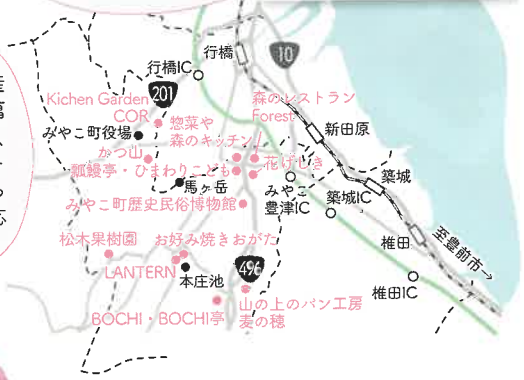 行橋
10
行橋IC
201
Kichen Garden
COR
惣菜や
森のキッチン
森のレストラン
Forest
新田原
みやこ町役場
かつ山
瓢鰻亭・ひまわりこども
花げしき
馬ヶ岳
みやこ
豊津IC
築城
築城IC
みやこ町歴史民俗博物館
松木果樹園
お好み焼きおがた
椎田
至豊前市→
LANTERN
496
本庄池
椎田IC
山の上のパン工房
麦の穂
BOCHI・BOCHI亭